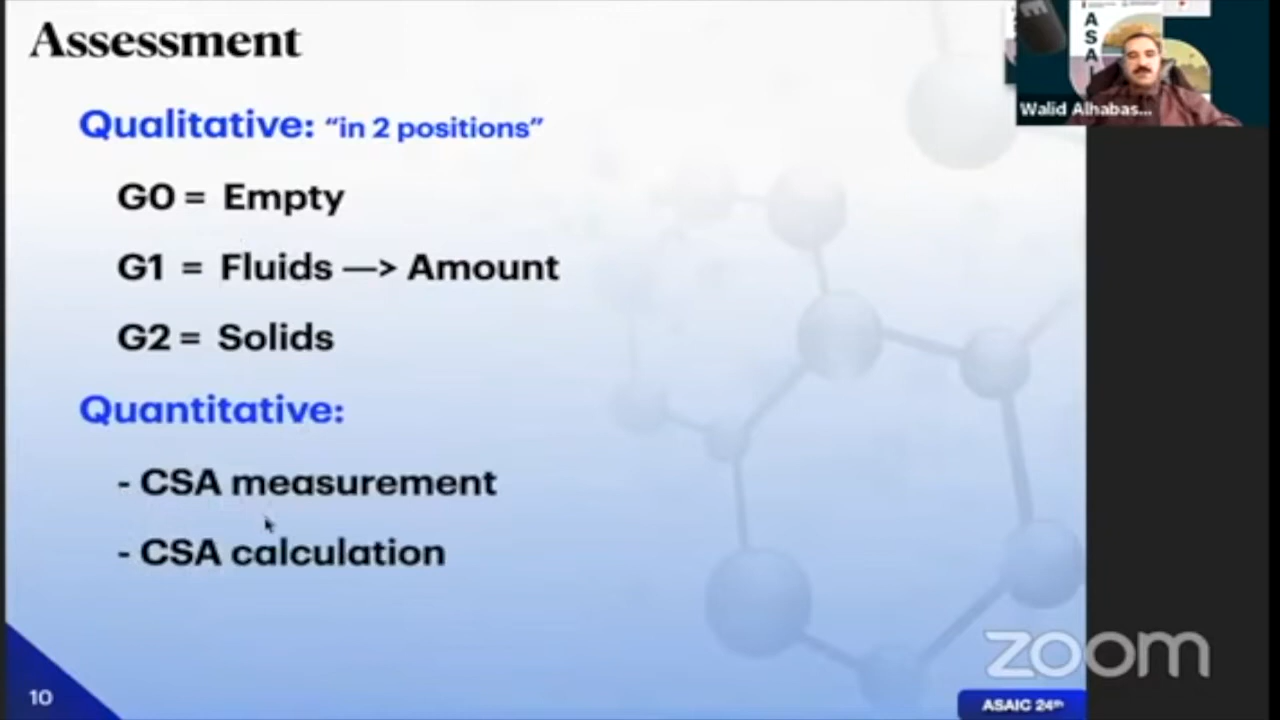 Assessment
Qualitative: “in 2 positions”
G0 = Empty
G1 = Fluids —> Amount
G2 = Solids
Quantitative:
- CSA measurement
- CSA calculation
10
ASAIC 24th
A
S
A
Walid Alhabas...
zoom